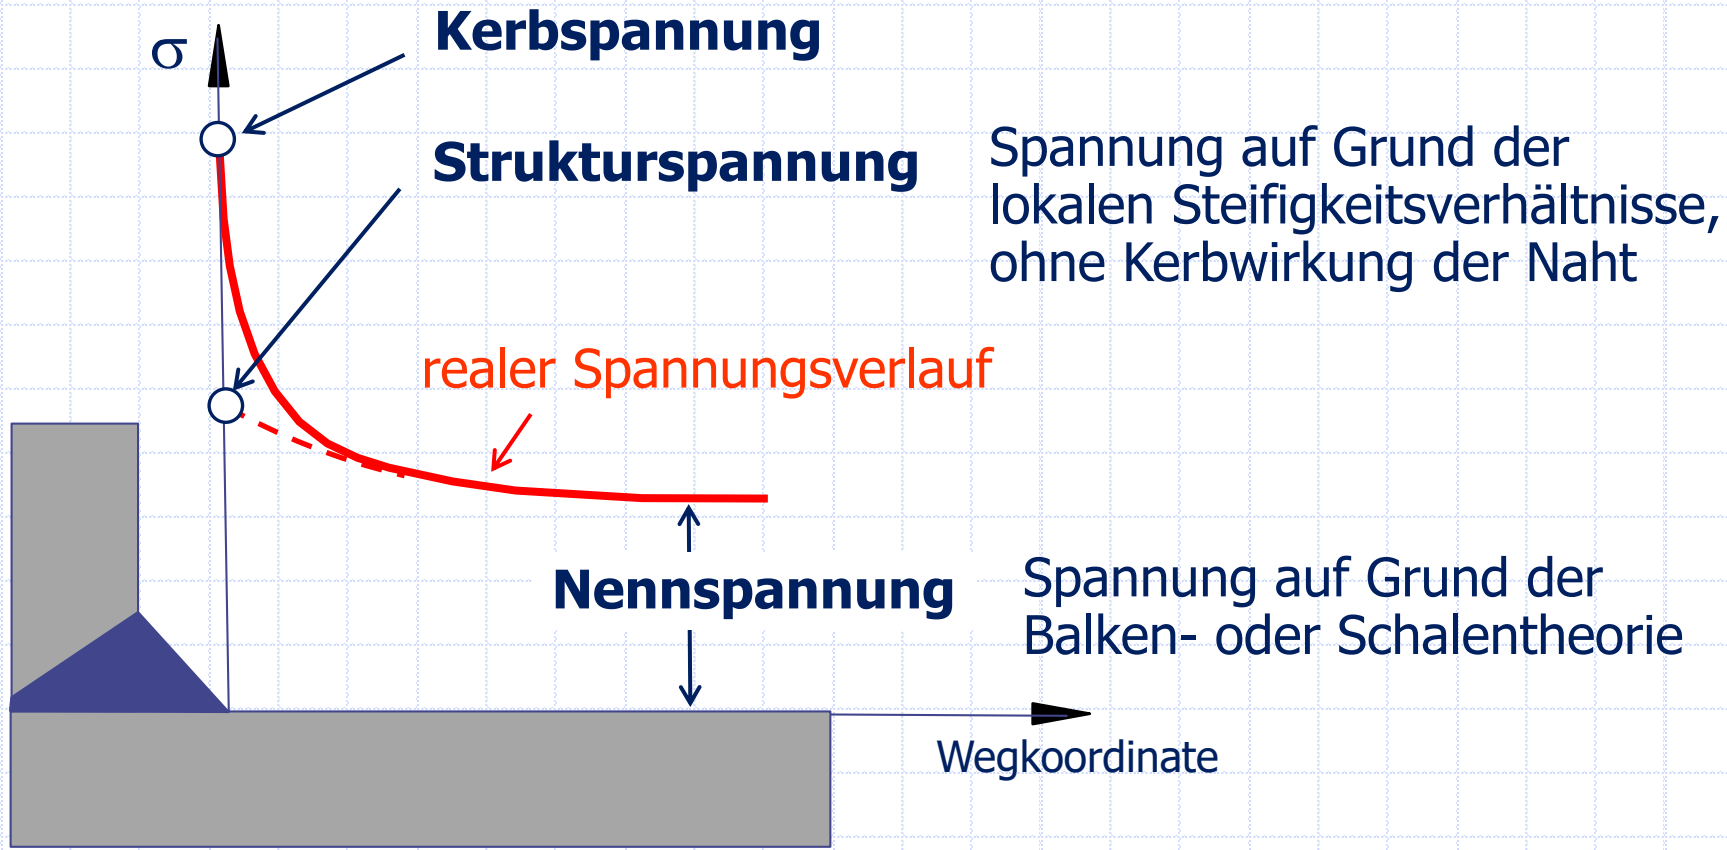 σ
Kerbspannung
Strukturspannung
Spannung auf Grund der
lokalen Steifigkeitsverhältnisse,
ohne Kerbwirkung der Naht
realer Spannungsverlauf
Nennspannung
Spannung auf Grund der
Balken- oder Schalentheorie
Wegkoordinate